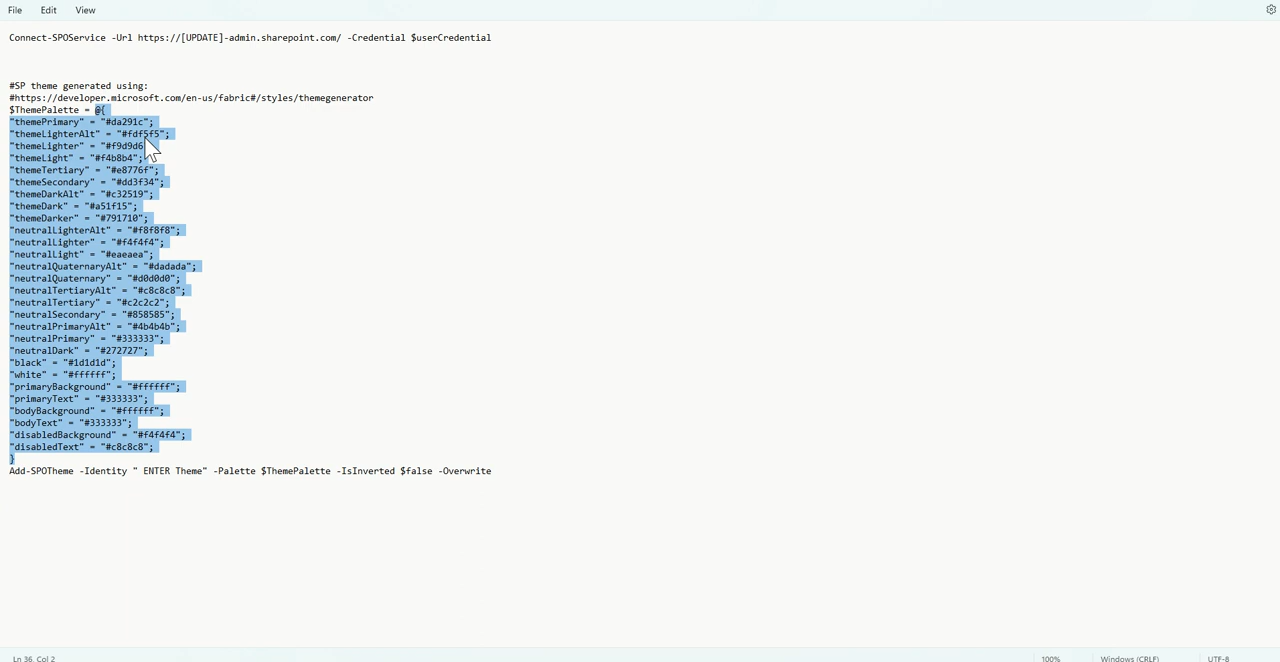 File Edit View
Connect-SPOService -Url https://[UPDATE]-admin.sharepoint.com/ -Credential $userCredential
#SP theme generated using:
#https://developer.microsoft.com/en-us/fabric#/styles/themegenerator
$ThemePalette = @{
"themePrimary" = "#da291c";
"themeLighterAlt" = "#fdf5f5";
"themeLighter" = "#f9d9d6
"themeLight" = "#f4b8b4";
"themeTertiary" = "#e8776f";
"themeSecondary" = "#dd3f34";
"themeDarkAlt" = "#c32519";
"themeDark" = "#a51f15";
"themeDarker" = "#791710";
"neutralLighterAlt" = "#f8f8f8";
"neutralLighter" = "#f4f4f4";
"neutralLight" = "#eaeaea";
"neutralQuaternaryAlt" = "#dadada";
"neutralQuaternary" = "#d0d0d0";
"neutralTertiaryAlt" = "#c8c8c8";
"neutralTertiary" = "#c2c2c2";
"neutralSecondary" = "#858585";
"neutralPrimaryAlt" = "#4b4b4b";
"neutralPrimary" = "#333333";
"neutralDark" = "#272727";
"black" = "#1d1d1d";
"white" = "#ffffff";
"primaryBackground" = "#ffffff";
"primaryText" = "#333333";
"bodyBackground" = "#ffffff";
"bodyText" = "#333333";
"disabledBackground" = "#f4f4f4";
"disabledText" = "#c8c8c8";
}
Add-SPOTheme -Identity " ENTER Theme" -Palette $ThemePalette -IsInverted $false -Overwrite
Ln 36, Col 2 100% Windows (CRLF) UTF-8